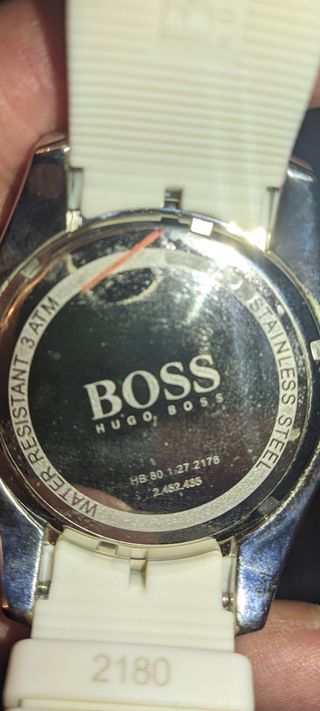 WATER RESISTANT 3 ATM
STAINLESS STEEL
BOSS
HUGO BOSS
HB.80.1.27.2178
2.452.435
2180